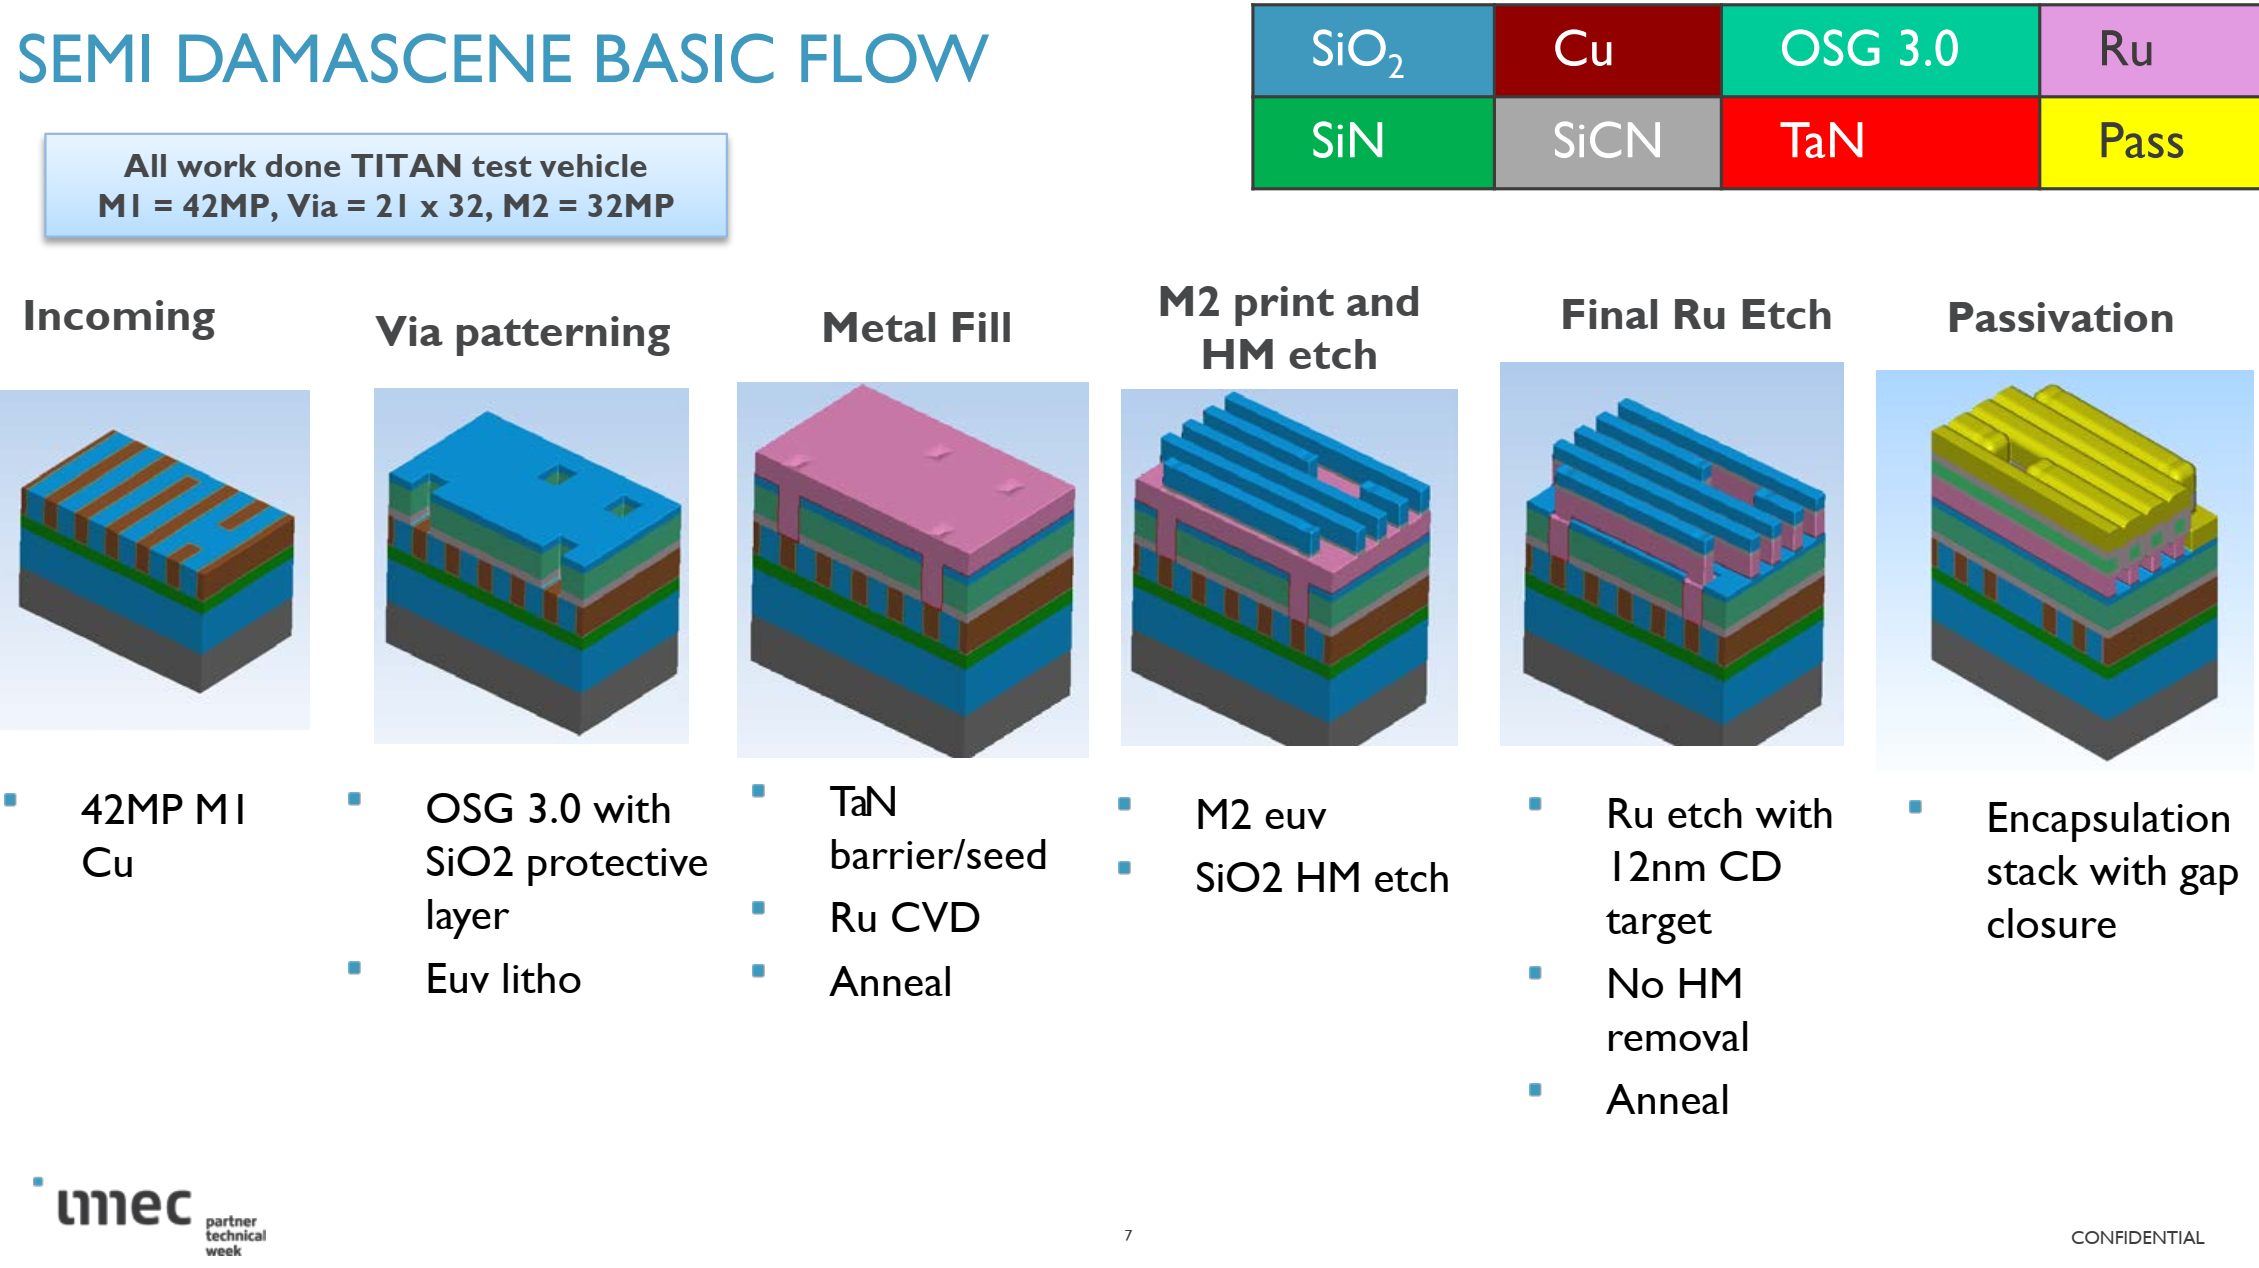 SEMI DAMASCENE BASIC FLOW
SiO2 Cu OSG 3.0 Ru
SiN SiCN TaN Pass
All work done TITAN test vehicle
M1 = 42MP, Via = 21 x 32, M2 = 32MP
Incoming
Via patterning
Metal Fill
M2 print and
HM etch
Final Ru Etch
Passivation
42MP M1
Cu
OSG 3.0 with
SiO2 protective
layer
Euv litho
TaN
barrier/seed
Ru CVD
Anneal
M2 euv
SiO2 HM etch
Ru etch with
12nm CD
target
No HM
removal
Anneal
Encapsulation
stack with gap
closure
imec
partner
technical
week
7
CONFIDENTIAL